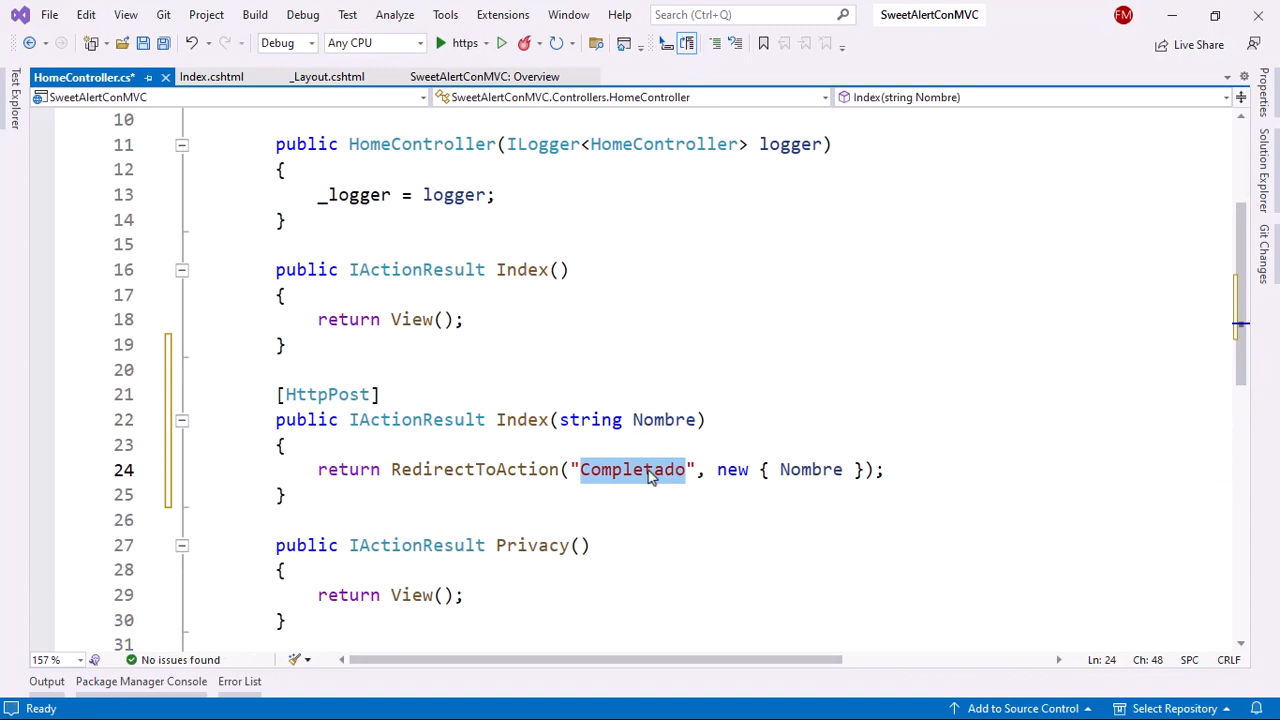 File Edit View Git Project Build Debug Test Analyze Tools Extensions Window Help Search (Ctrl+Q) SweetAlertConMVC FM
Debug Any CPU https Live Share
HomeController.cs* Index.cshtml _Layout.cshtml SweetAlertConMVC: Overview
SweetAlertConMVC SweetAlertConMVC.Controllers.HomeController Index(string Nombre)
Test Explorer
Properties
Solution Explorer
Git Changes
10
11 public HomeController(ILogger<HomeController> logger)
12 {
13 _logger = logger;
14 }
15
16 public IActionResult Index()
17 {
18 return View();
19 }
20
21 [HttpPost]
22 public IActionResult Index(string Nombre)
23 {
24 return RedirectToAction("Completado", new { Nombre });
25 }
26
27 public IActionResult Privacy()
28 {
29 return View();
30 }
31
157 % No issues found Ln: 24 Ch: 48 SPC CRLF
Output Package Manager Console Error List
Ready Add to Source Control Select Repository